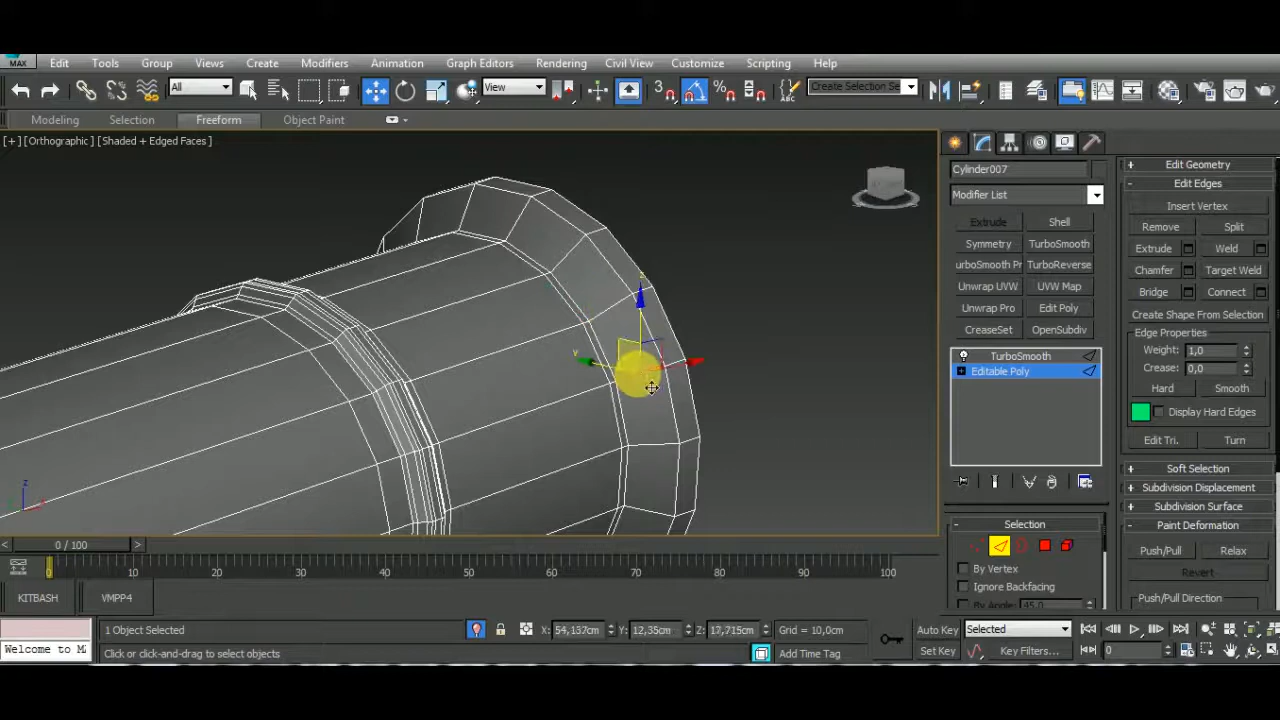 MAX Edit Tools Group Views Create Modifiers Animation Graph Editors Rendering Civil View Customize Scripting Help
All View 3 % ABC Create Selection Se
Modeling Selection Freeform Object Paint
[+] [Orthographic ] [Shaded + Edged Faces ]
Cylinder007
Modifier List
Extrude Shell
Symmetry TurboSmooth
urboSmooth Pr TurboReverse
Unwrap UVW UVW Map
Unwrap Pro Edit Poly
CreaseSet OpenSubdiv
TurboSmooth
Editable Poly
Selection
By Vertex
Ignore Backfacing
By Angle: 45,0
+ Edit Geometry
- Edit Edges
Insert Vertex
Remove Split
Extrude Weld
Chamfer Target Weld
Bridge Connect
Create Shape From Selection
Edge Properties
Weight: 1,0
Crease: 0,0
Hard Smooth
Display Hard Edges
Edit Tri. Turn
+ Soft Selection
+ Subdivision Displacement
+ Subdivision Surface
- Paint Deformation
Push/Pull Relax
Revert
Push/Pull Direction
z
y
z
< 0 / 100 >
0 10 20 30 40 50 60 70 80 90 100
KITBASH VMPP4
1 Object Selected X: 54,137cm Y: 12,35cm Z: 17,715cm Grid = 10,0cm Auto Key Selected
Welcome to MA Click or click-and-drag to select objects Add Time Tag Set Key Key Filters... 0